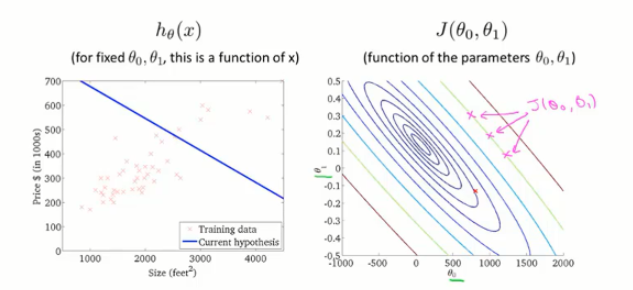 hθ(x)
(for fixed θ0, θ1, this is a function of x)
Price $ (in 1000s)
700
600
500
400
300
200
100
0
1000
2000
3000
4000
Size (feet²)
Training data
Current hypothesis
J(θ0, θ1)
(function of the parameters θ0, θ1)
θ1
0.5
0.4
0.3
0.2
0.1
0
-0.1
-0.2
-0.3
-0.4
-0.5
-1000
-500
0
500
1000
1500
2000
θ0
J(θ0, θ1)